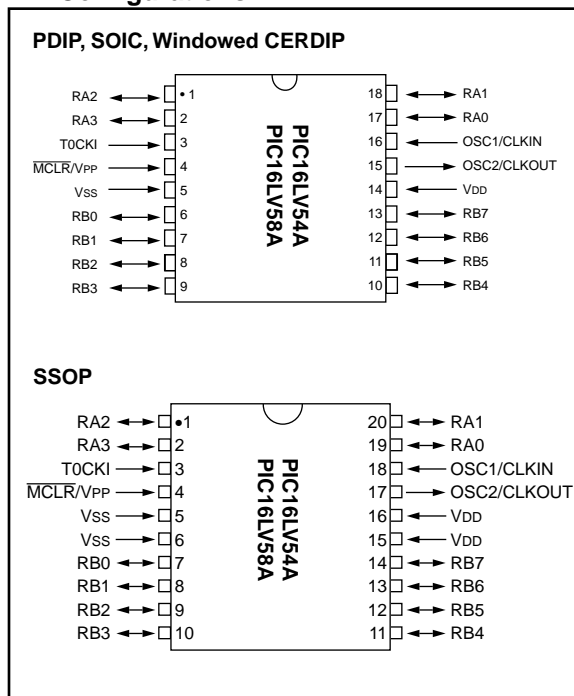 PDIP, SOIC, Windowed CERDIP
RA2 •1 18 RA1
RA3 2 17 RA0
T0CKI 3 16 OSC1/CLKIN
MCLR/VPP 4 15 OSC2/CLKOUT
VSS 5 14 VDD
RB0 6 13 RB7
RB1 7 12 RB6
RB2 8 11 RB5
RB3 9 10 RB4
PIC16LV54A
PIC16LV58A
SSOP
RA2 •1 20 RA1
RA3 2 19 RA0
T0CKI 3 18 OSC1/CLKIN
MCLR/VPP 4 17 OSC2/CLKOUT
VSS 5 16 VDD
VSS 6 15 VDD
RB0 7 14 RB7
RB1 8 13 RB6
RB2 9 12 RB5
RB3 10 11 RB4
PIC16LV54A
PIC16LV58A